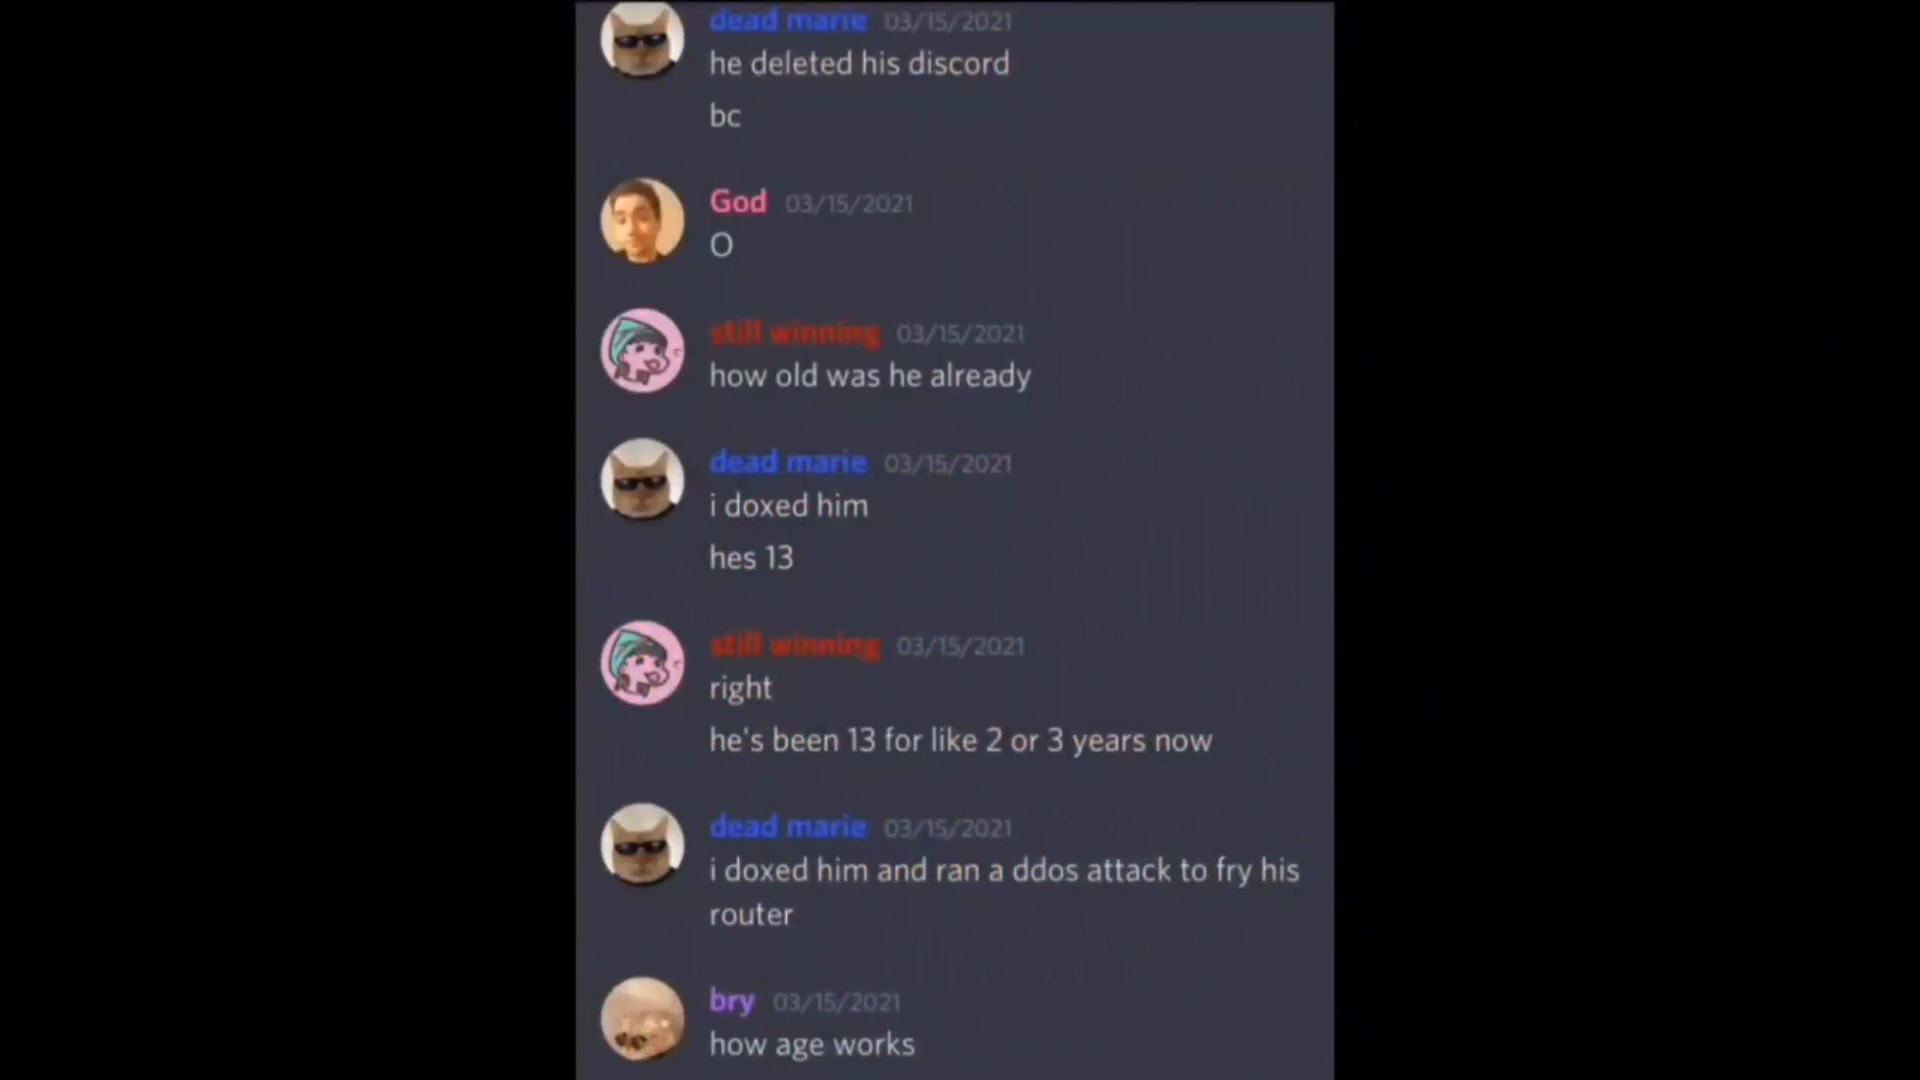 dead marie 03/15/2021
he deleted his discord
bc
God 03/15/2021
O
still winning 03/15/2021
how old was he already
dead marie 03/15/2021
i doxed him
hes 13
still winning 03/15/2021
right
he's been 13 for like 2 or 3 years now
dead marie 03/15/2021
i doxed him and ran a ddos attack to fry his
router
bry 03/15/2021
how age works